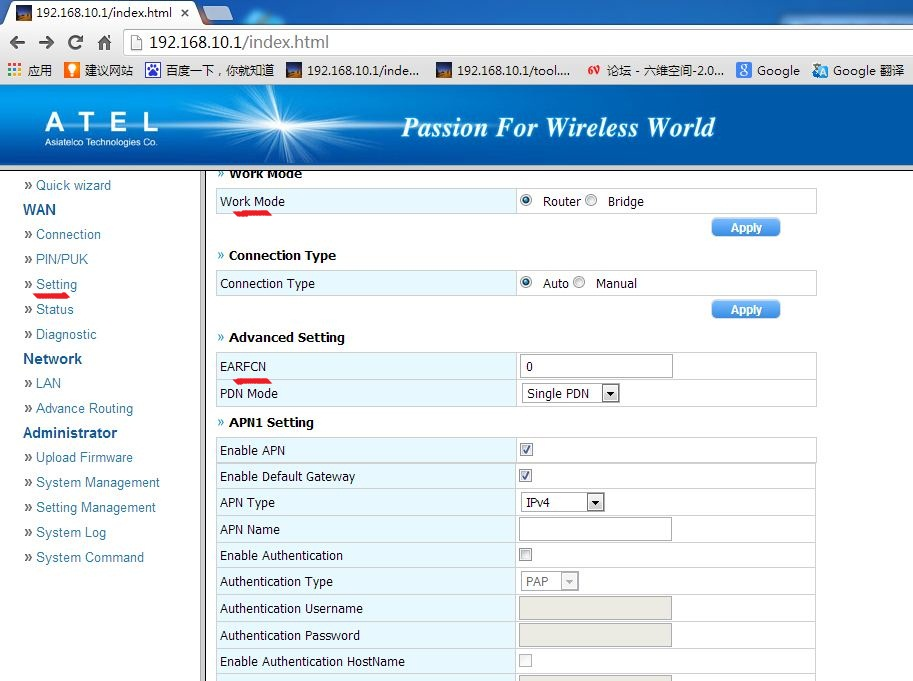 192.168.10.1/index.html
192.168.10.1/index.html
应用 建议网站 百度一下，你就知道 192.168.10.1/inde... 192.168.10.1/tool.... 6V 论坛 - 六维空间-2.0... 8 Google Google 翻译
ATEL
Asiatelco Technologies Co.
Passion For Wireless World
» Quick wizard
WAN
» Connection
» PIN/PUK
» Setting
» Status
» Diagnostic
Network
» LAN
» Advance Routing
Administrator
» Upload Firmware
» System Management
» Setting Management
» System Log
» System Command
» Work Mode
Work Mode Router Bridge
Apply
» Connection Type
Connection Type Auto Manual
Apply
» Advanced Setting
EARFCN 0
PDN Mode Single PDN
» APN1 Setting
Enable APN
Enable Default Gateway
APN Type IPv4
APN Name
Enable Authentication
Authentication Type PAP
Authentication Username
Authentication Password
Enable Authentication HostName